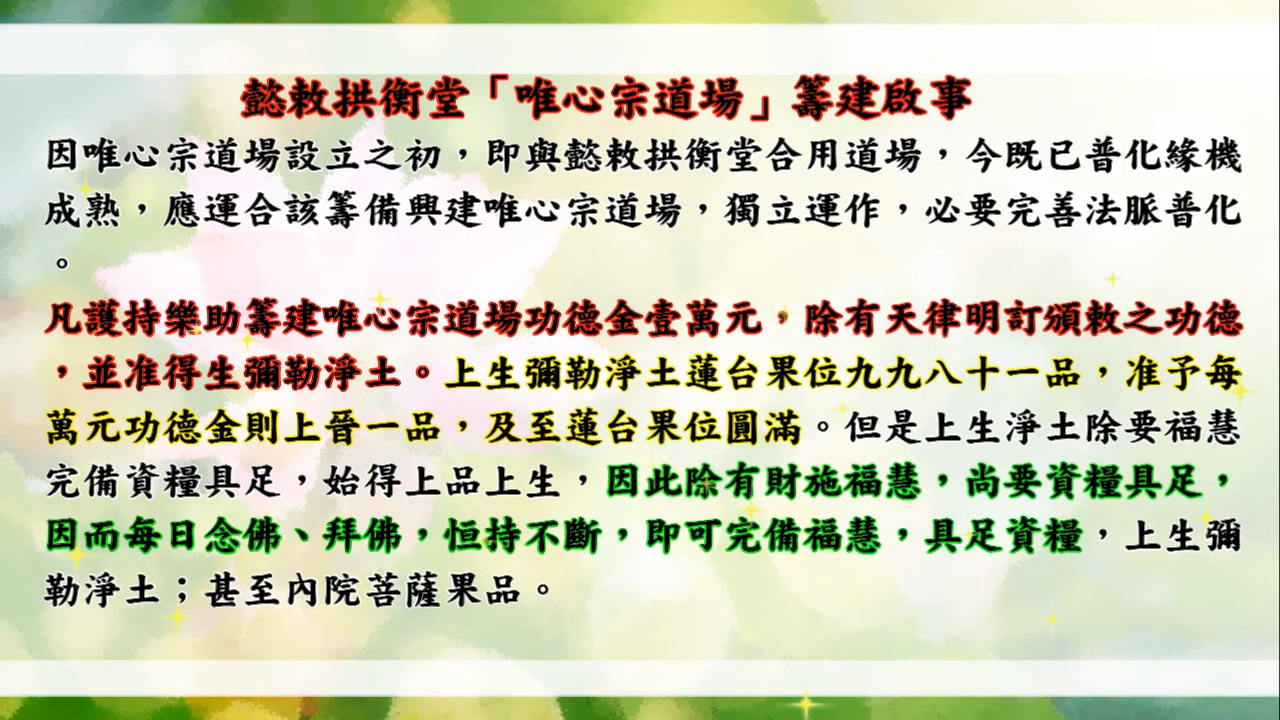 懿敕拱衡堂「唯心宗道場」籌建啟事
因唯心宗道場設立之初，即與懿敕拱衡堂合用道場，今既已普化緣機
成熟，應運合該籌備興建唯心宗道場，獨立運作，必要完善法脈普化
。
凡護持樂助籌建唯心宗道場功德金壹萬元，除有天律明訂頒敕之功德
，並准得生彌勒淨土。上生彌勒淨土蓮台果位九九八十一品，准予每
萬元功德金則上晉一品，及至蓮台果位圓滿。但是上生淨土除要福慧
完備資糧具足，始得上品上生，因此除有財施福慧，尚要資糧具足，
因而每日念佛、拜佛，恒持不斷，即可完備福慧，具足資糧，上生彌
勒淨土；甚至內院菩薩果品。